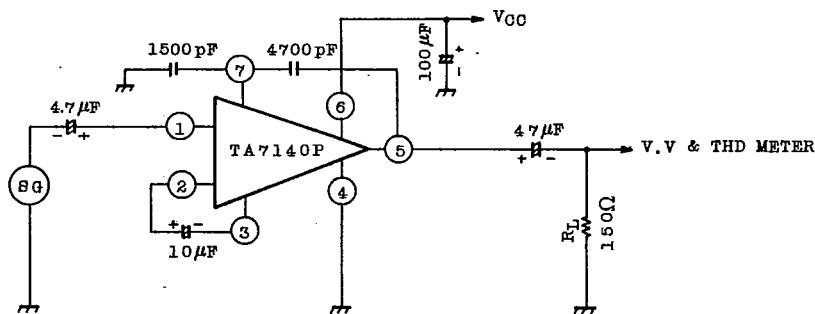 VCC
1500pF
4700pF
100μF
+
-
7
6
4.7μF
- +
1
TA7140P
5
47μF
+ -
V.V & THD METER
SG
2
4
+ -
3
10μF
RL
150Ω